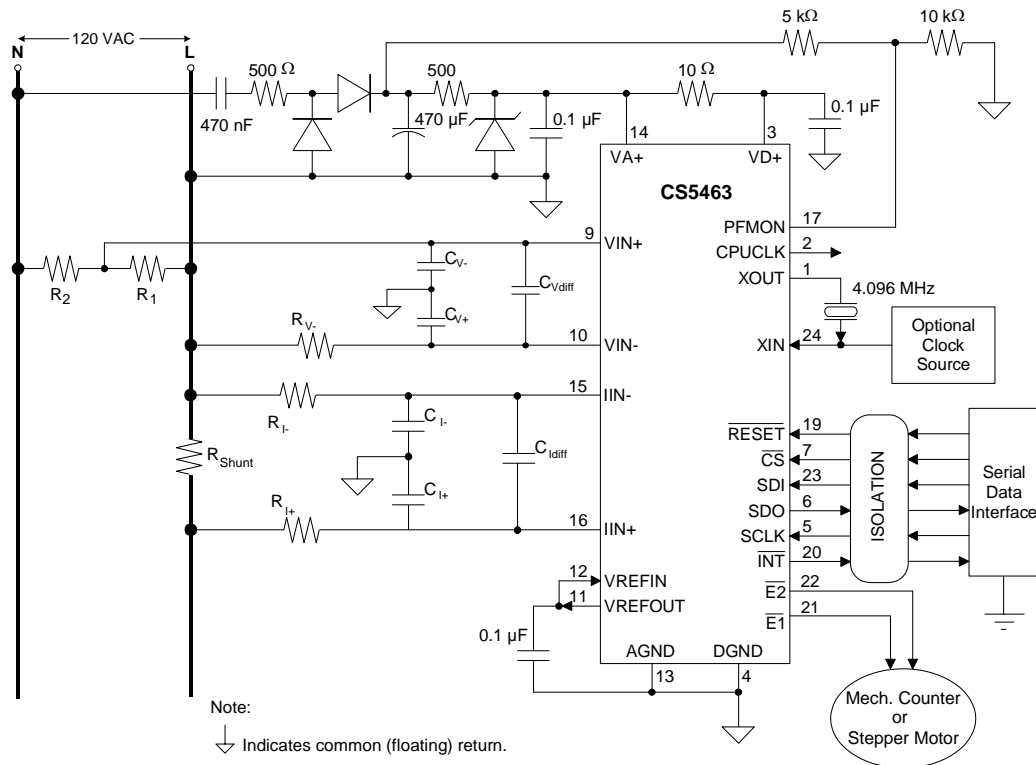 5 kΩ
10 kΩ
120 VAC
N
L
500 Ω
500
10 Ω
470 nF
470 µF
0.1 µF
0.1 µF
14
3
VA+
VD+
CS5463
17
PFMON
2
CPUCLK
1
XOUT
4.096 MHz
24
XIN
Optional
Clock
Source
9
VIN+
CV-
CVdiff
R2
R1
CV+
RV-
10
VIN-
15
IIN-
RI-
CI-
RShunt
CIdiff
CI+
RI+
16
IIN+
RESET
19
CS
7
SDI
23
SDO
6
SCLK
5
INT
20
ISOLATION
Serial
Data
Interface
E2
22
E1
21
12
VREFIN
11
VREFOUT
0.1 µF
AGND
DGND
13
4
Mech. Counter
or
Stepper Motor
Note:
Indicates common (floating) return.